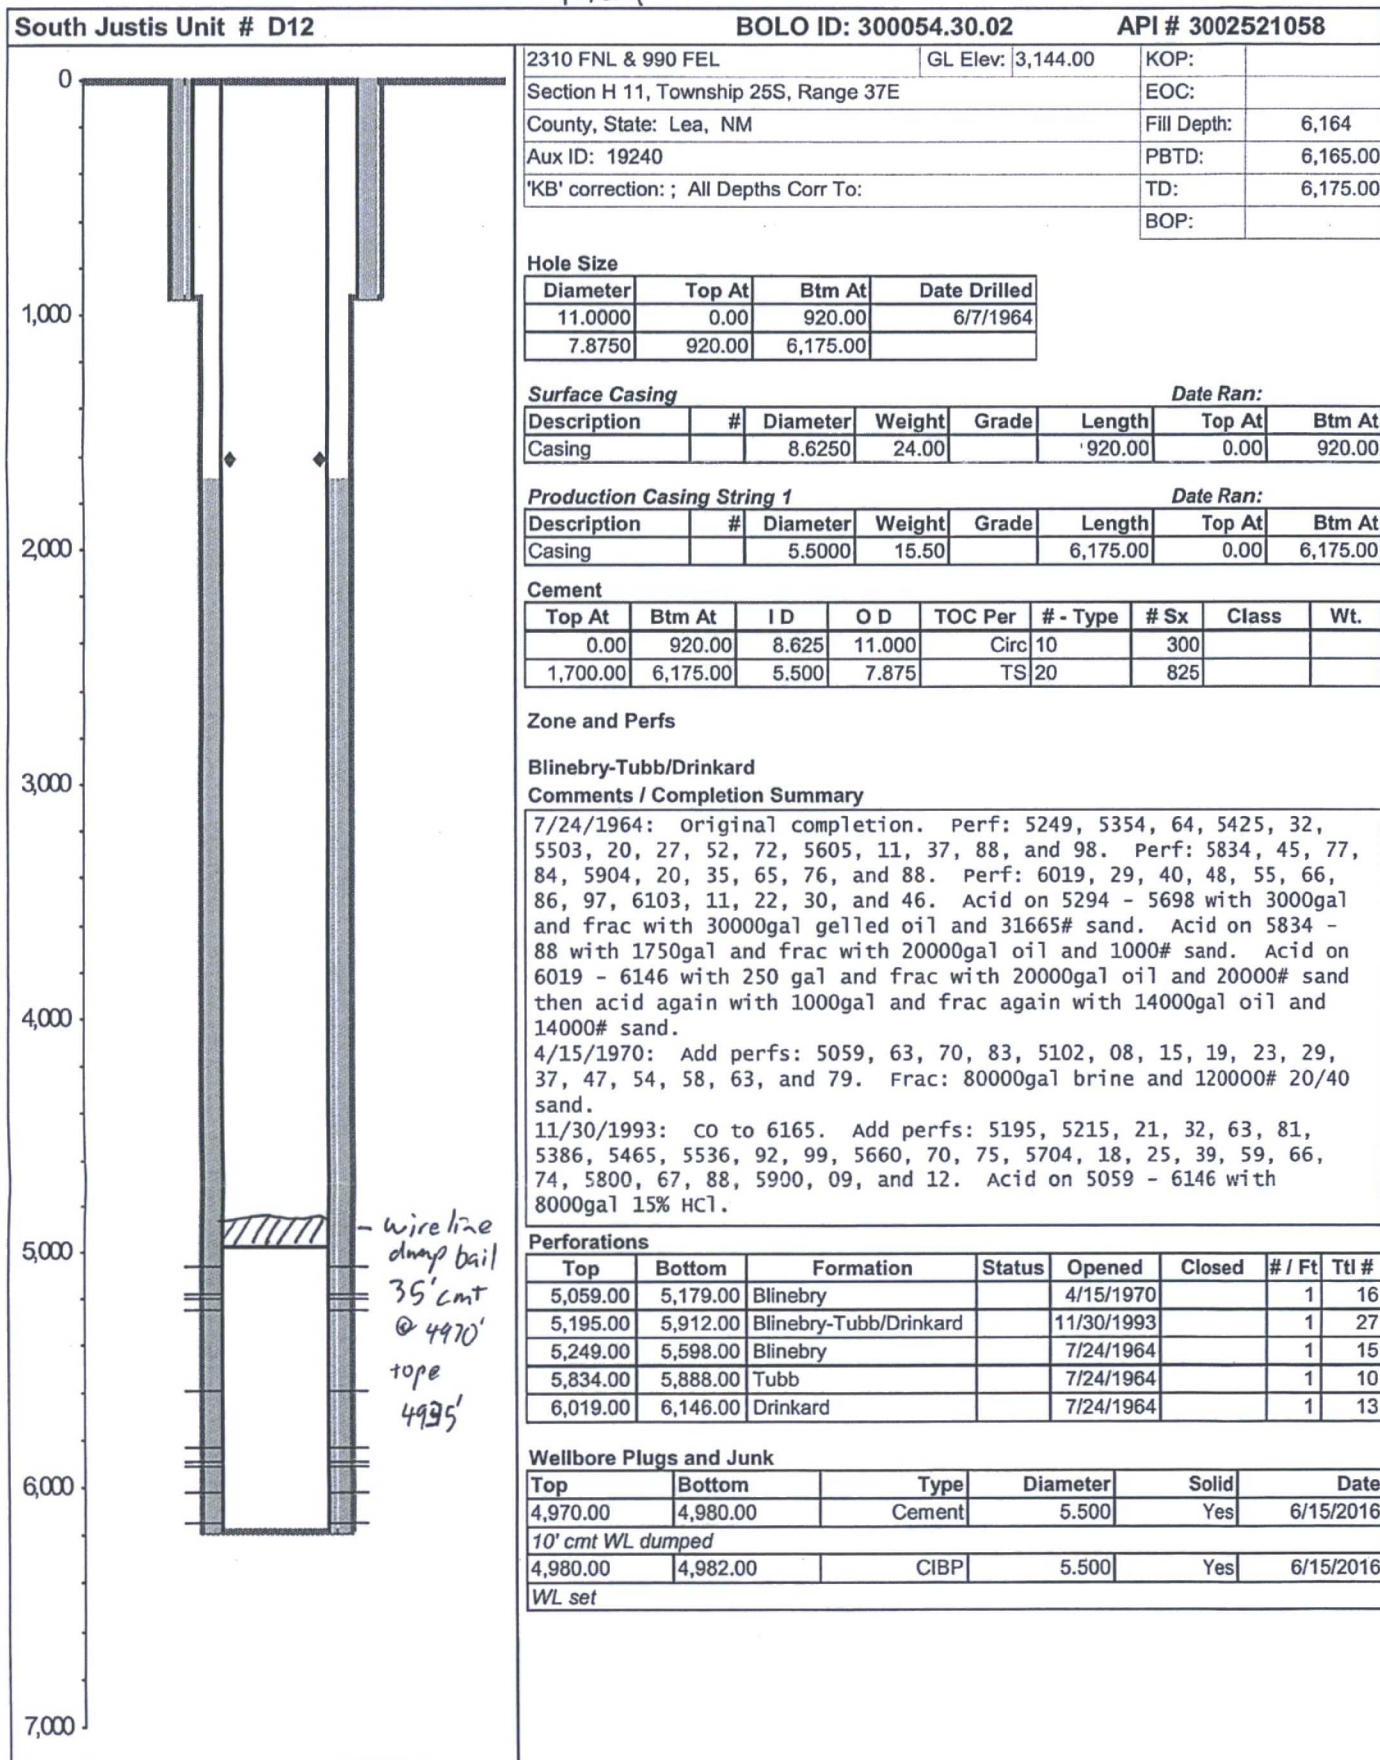 South Justis Unit # D12 BOLO ID: 300054.30.02 API # 3002521058
2310 FNL & 990 FEL GL Elev: 3,144.00 KOP:
Section H 11, Township 25S, Range 37E EOC:
County, State: Lea, NM Fill Depth: 6,164
Aux ID: 19240 PBTD: 6,165.00
'KB' correction: ; All Depths Corr To: TD: 6,175.00
BOP:
Hole Size
Diameter Top At Btm At Date Drilled
11.0000 0.00 920.00 6/7/1964
7.8750 920.00 6,175.00
Surface Casing Date Ran:
Description # Diameter Weight Grade Length Top At Btm At
Casing 8.6250 24.00 920.00 0.00 920.00
Production Casing String 1 Date Ran:
Description # Diameter Weight Grade Length Top At Btm At
Casing 5.5000 15.50 6,175.00 0.00 6,175.00
Cement
Top At Btm At I D O D TOC Per # - Type # Sx Class Wt.
0.00 920.00 8.625 11.000 Circ 10 300
1,700.00 6,175.00 5.500 7.875 TS 20 825
Zone and Perfs
Blinebry-Tubb/Drinkard
Comments / Completion Summary
7/24/1964: Original completion. Perf: 5249, 5354, 64, 5425, 32,
5503, 20, 27, 52, 72, 5605, 11, 37, 88, and 98. Perf: 5834, 45, 77,
84, 5904, 20, 35, 65, 76, and 88. Perf: 6019, 29, 40, 48, 55, 66,
86, 97, 6103, 11, 22, 30, and 46. Acid on 5294 - 5698 with 3000gal
and frac with 30000gal gelled oil and 31665# sand. Acid on 5834 -
88 with 1750gal and frac with 20000gal oil and 1000# sand. Acid on
6019 - 6146 with 250 gal and frac with 20000gal oil and 20000# sand
then acid again with 1000gal and frac again with 14000gal oil and
14000# sand.
4/15/1970: Add perfs: 5059, 63, 70, 83, 5102, 08, 15, 19, 23, 29,
37, 47, 54, 58, 63, and 79. Frac: 80000gal brine and 120000# 20/40
sand.
11/30/1993: CO to 6165. Add perfs: 5195, 5215, 21, 32, 63, 81,
5386, 5465, 5536, 92, 99, 5660, 70, 75, 5704, 18, 25, 39, 59, 66,
74, 5800, 67, 88, 5900, 09, and 12. Acid on 5059 - 6146 with
8000gal 15% HCl.
Perforations
Top Bottom Formation Status Opened Closed # / Ft Ttl #
5,059.00 5,179.00 Blinebry 4/15/1970 1 16
5,195.00 5,912.00 Blinebry-Tubb/Drinkard 11/30/1993 1 27
5,249.00 5,598.00 Blinebry 7/24/1964 1 15
5,834.00 5,888.00 Tubb 7/24/1964 1 10
6,019.00 6,146.00 Drinkard 7/24/1964 1 13
Wellbore Plugs and Junk
Top Bottom Type Diameter Solid Date
4,970.00 4,980.00 Cement 5.500 Yes 6/15/2016
10' cmt WL dumped
4,980.00 4,982.00 CIBP 5.500 Yes 6/15/2016
WL set
0
1,000
2,000
3,000
4,000
5,000
6,000
7,000
- wireline
dump bail
35' cmt
@ 4970'
tope
4935'